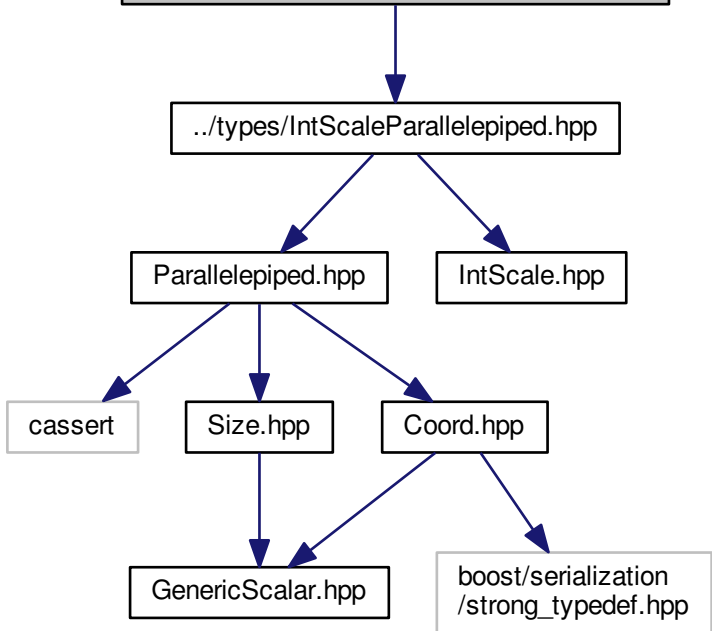 ../types/IntScaleParallelepiped.hpp
Parallelepiped.hpp
IntScale.hpp
cassert
Size.hpp
Coord.hpp
GenericScalar.hpp
boost/serialization
/strong_typedef.hpp